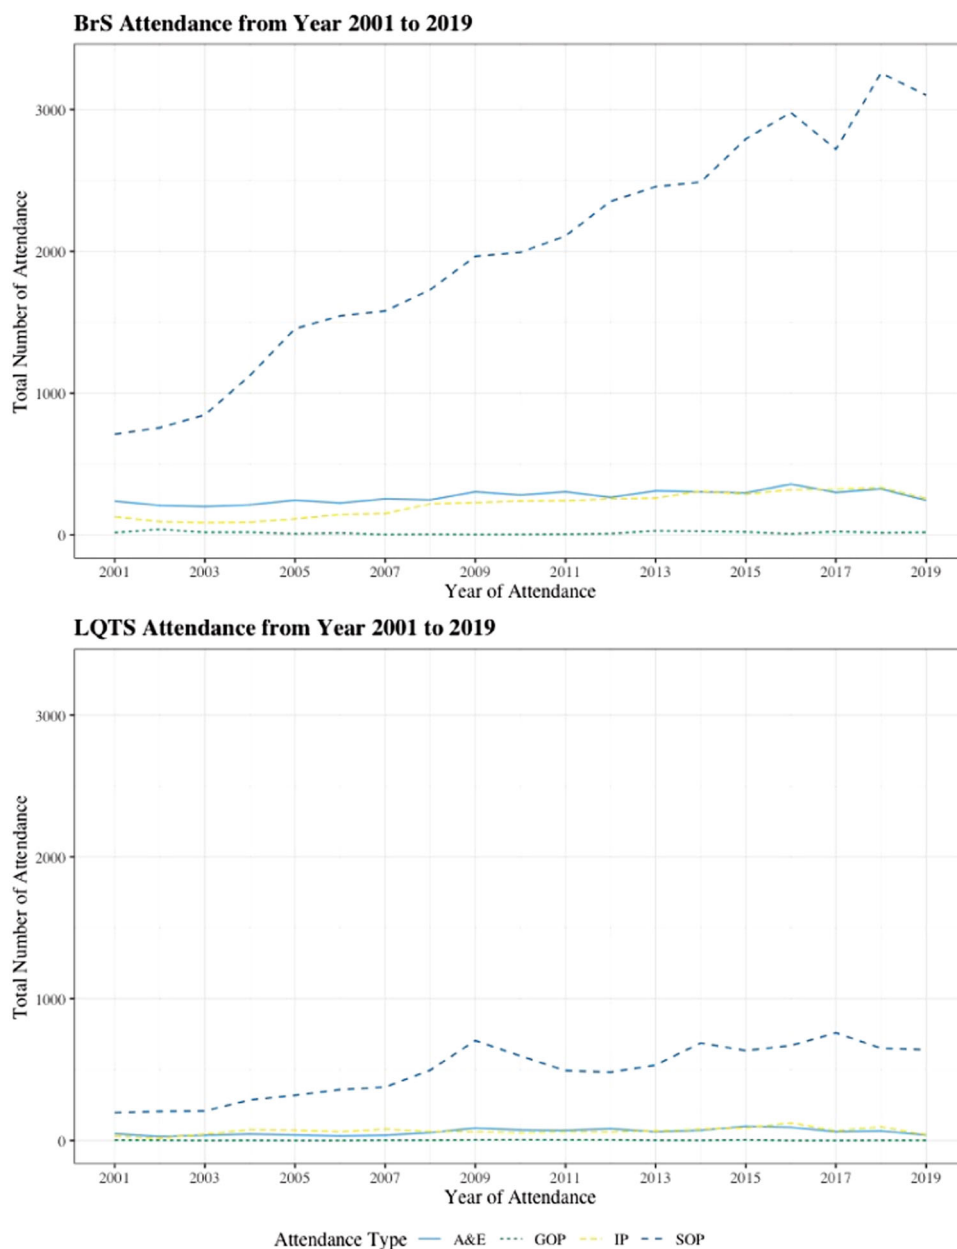 BrS Attendance from Year 2001 to 2019
3000
2000
1000
0
Total Number of Attendance
2001 2003 2005 2007 2009 2011 2013 2015 2017 2019
Year of Attendance
LQTS Attendance from Year 2001 to 2019
3000
2000
1000
0
Total Number of Attendance
2001 2003 2005 2007 2009 2011 2013 2015 2017 2019
Year of Attendance
Attendance Type A&E GOP IP SOP